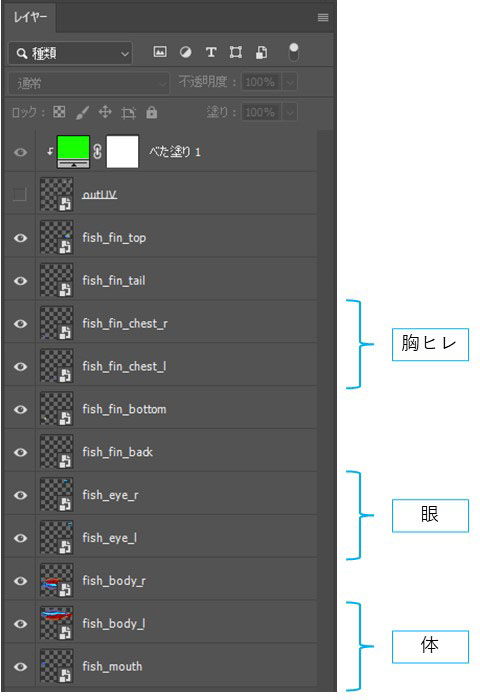 レイヤー
種類
T
通常
不透明度：100%
ロック：
塗り：100%
べた塗り 1
outUV
fish_fin_top
fish_fin_tail
fish_fin_chest_r
fish_fin_chest_l
胸ヒレ
fish_fin_bottom
fish_fin_back
fish_eye_r
fish_eye_l
眼
fish_body_r
fish_body_l
fish_mouth
体